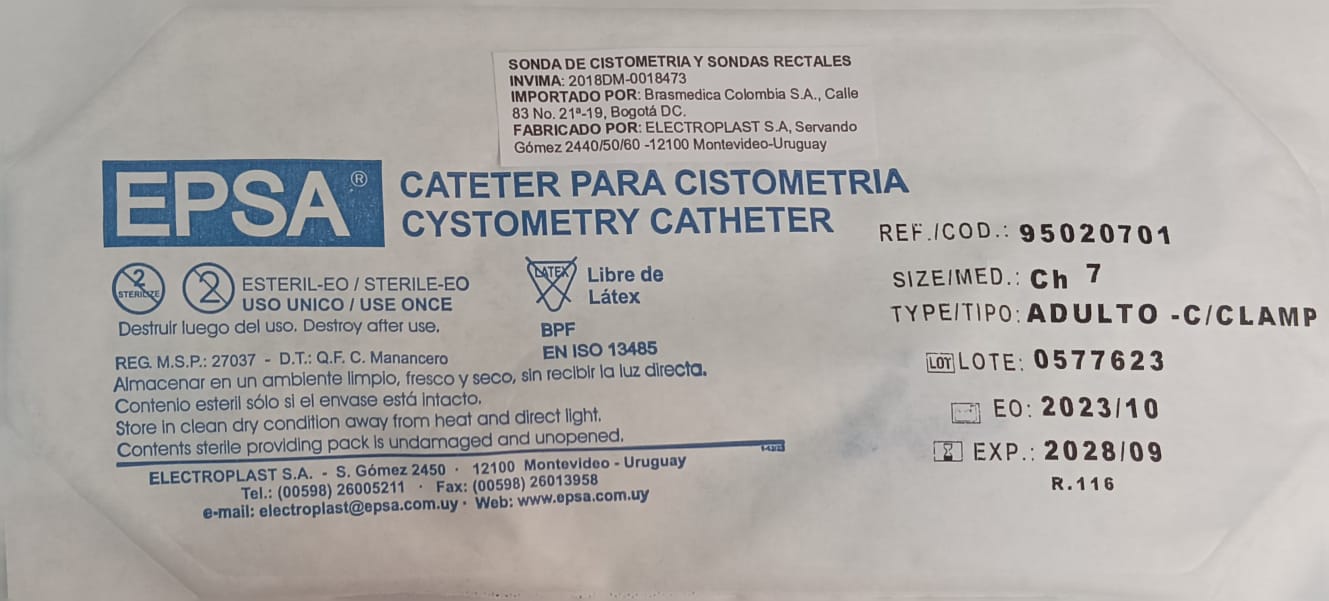 SONDA DE CISTOMETRIA Y SONDAS RECTALES
INVIMA: 2018DM-0018473
IMPORTADO POR: Brasmedica Colombia S.A., Calle
83 No. 21ª-19, Bogotá DC.
FABRICADO POR: ELECTROPLAST S.A, Servando
Gómez 2440/50/60 -12100 Montevideo-Uruguay
EPSA®
CATETER PARA CISTOMETRIA
CYSTOMETRY CATHETER
2
STERILIZE
2
ESTERIL-EO / STERILE-EO
USO UNICO / USE ONCE
Destruir luego del uso. Destroy after use.
LATEX
Libre de
Látex
BPF
EN ISO 13485
REG. M.S.P.: 27037 - D.T.: Q.F. C. Manancero
Almacenar en un ambiente limpio, fresco y seco, sin recibir la luz directa.
Contenio esteril sólo si el envase está intacto.
Store in clean dry condition away from heat and direct light.
Contents sterile providing pack is undamaged and unopened.
ELECTROPLAST S.A. - S. Gómez 2450 · 12100 Montevideo - Uruguay
Tel.: (00598) 26005211 · Fax: (00598) 26013958
e-mail: electroplast@epsa.com.uy · Web: www.epsa.com.uy
REF./COD.: 95020701
SIZE/MED.: Ch 7
TYPE/TIPO: ADULTO -C/CLAMP
LOT LOTE: 0577623
EO: 2023/10
EXP.: 2028/09
R.116